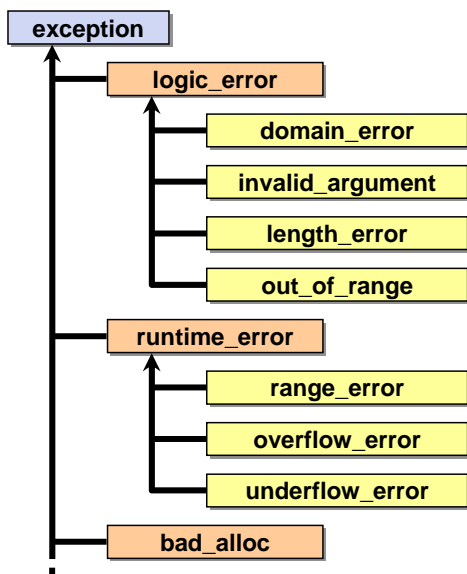 exception
logic_error
domain_error
invalid_argument
length_error
out_of_range
runtime_error
range_error
overflow_error
underflow_error
bad_alloc